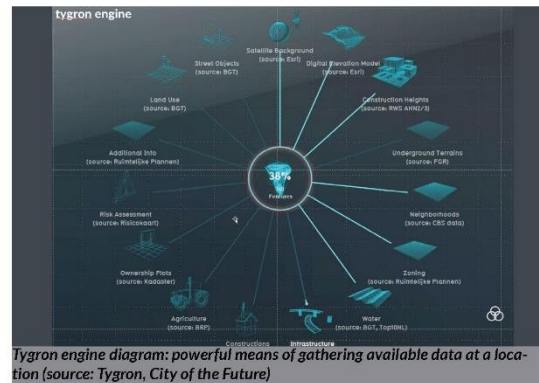 tygron engine
Satellite Background
(source: Esri)
Street Objects
(source: BGT)
Digital Elevation Model
(source: Esri)
Land Use
(source: BGT)
Construction Heights
(source: RWS AHN2/3)
Additional Info
(source: Ruimtelijke Plannen)
Underground Terrains
(source: FGR)
38%
Features
Risk Assessment
(source: Risicokaart)
Neighborhoods
(source: CBS data)
Ownership Plots
(source: Kadaster)
Zoning
(source: Ruimtelijke Plannen)
Agriculture
(source: BRP)
Water
(source: BGT, Top10NL)
Constructions
Infrastructure
Tygron engine diagram: powerful means of gathering available data at a loca-
tion (source: Tygron, City of the Future)